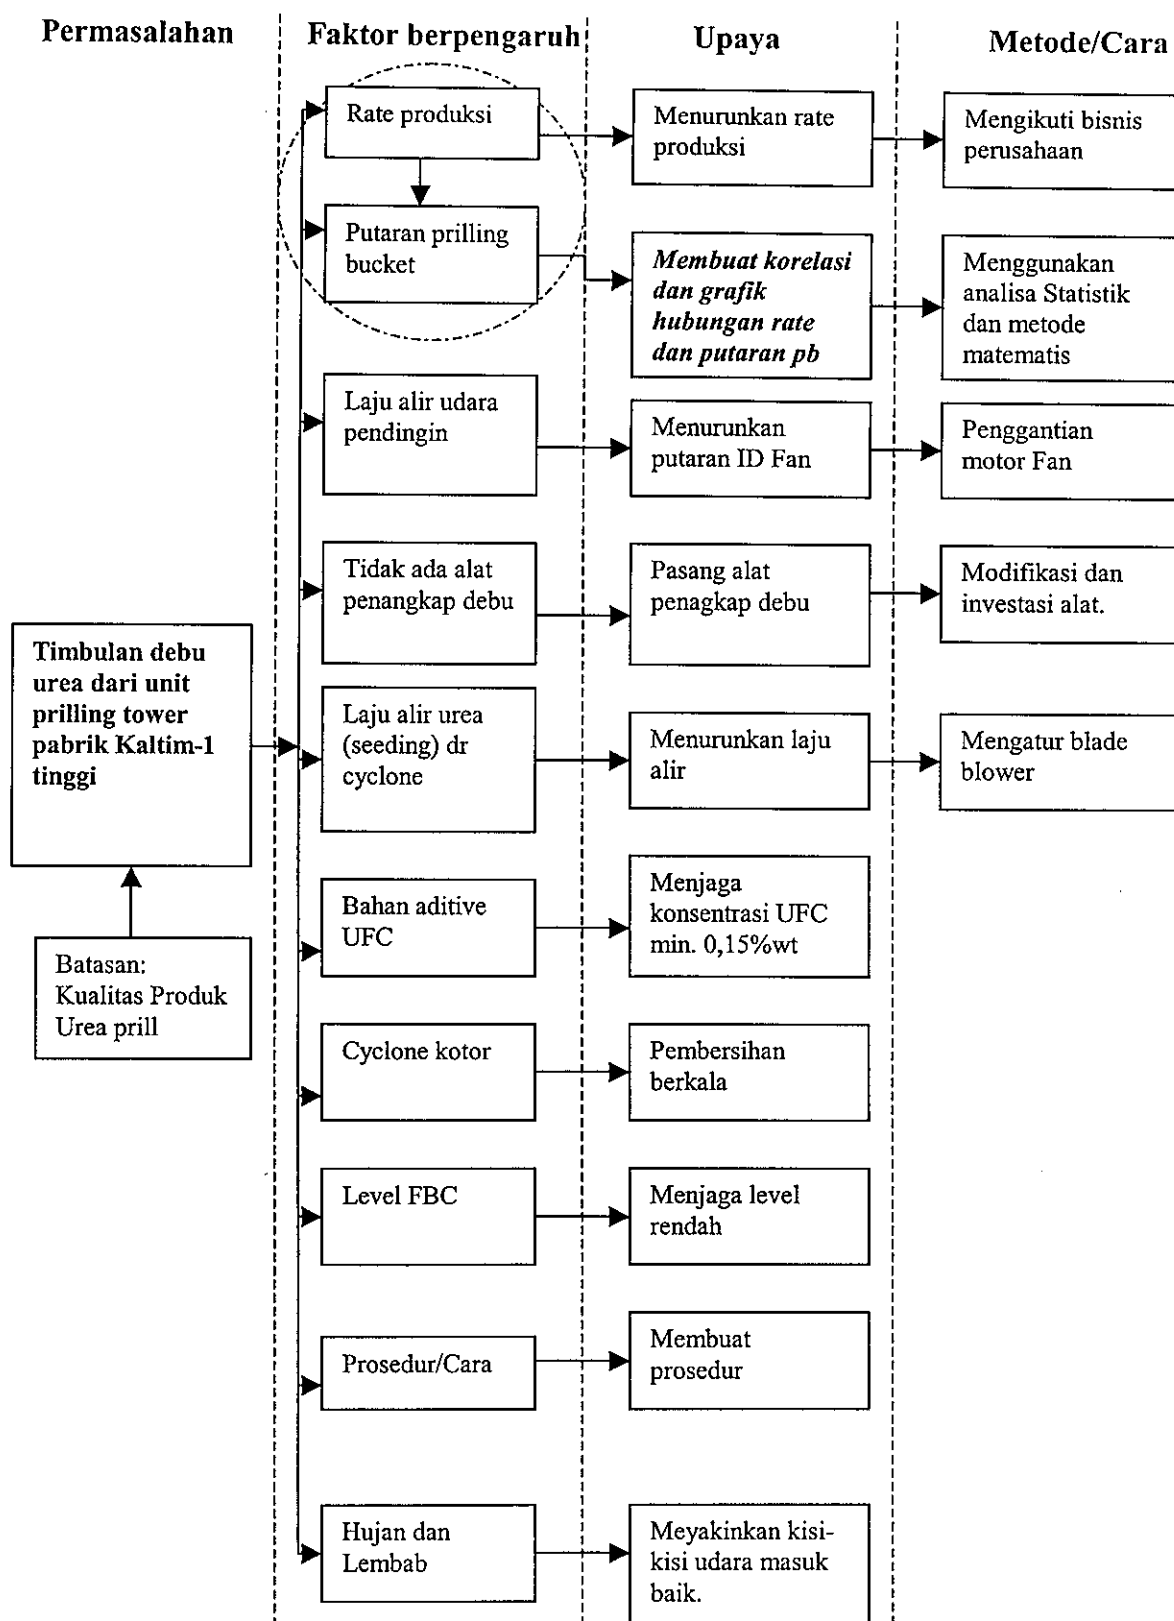 Permasalahan
Faktor berpengaruh
Upaya
Metode/Cara
Rate produksi
Menurunkan rate
produksi
Mengikuti bisnis
perusahaan
Putaran prilling
bucket
Membuat korelasi
dan grafik
hubungan rate
dan putaran pb
Menggunakan
analisa Statistik
dan metode
matematis
Laju alir udara
pendingin
Menurunkan
putaran ID Fan
Penggantian
motor Fan
Tidak ada alat
penangkap debu
Pasang alat
penagkap debu
Modifikasi dan
investasi alat.
Timbulan debu
urea dari unit
prilling tower
pabrik Kaltim-1
tinggi
Laju alir urea
(seeding) dr
cyclone
Menurunkan laju
alir
Mengatur blade
blower
Bahan aditive
UFC
Menjaga
konsentrasi UFC
min. 0,15%wt
Batasan:
Kualitas Produk
Urea prill
Cyclone kotor
Pembersihan
berkala
Level FBC
Menjaga level
rendah
Prosedur/Cara
Membuat
prosedur
Hujan dan
Lembab
Meyakinkan kisi-
kisi udara masuk
baik.